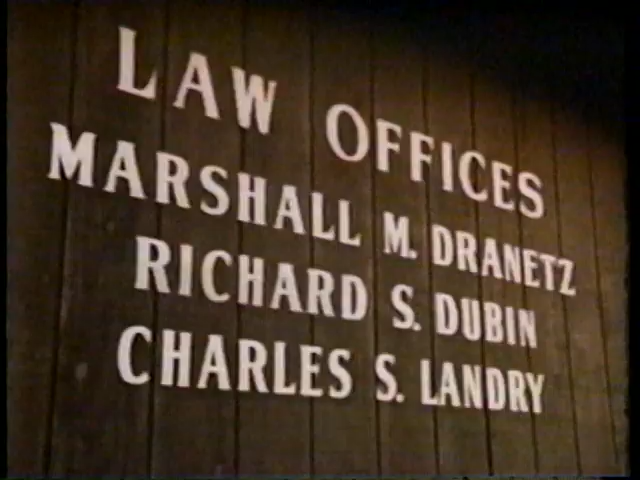 LAW OFFICES
MARSHALL M. DRANETZ
RICHARD S. DUBIN
CHARLES S. LANDRY